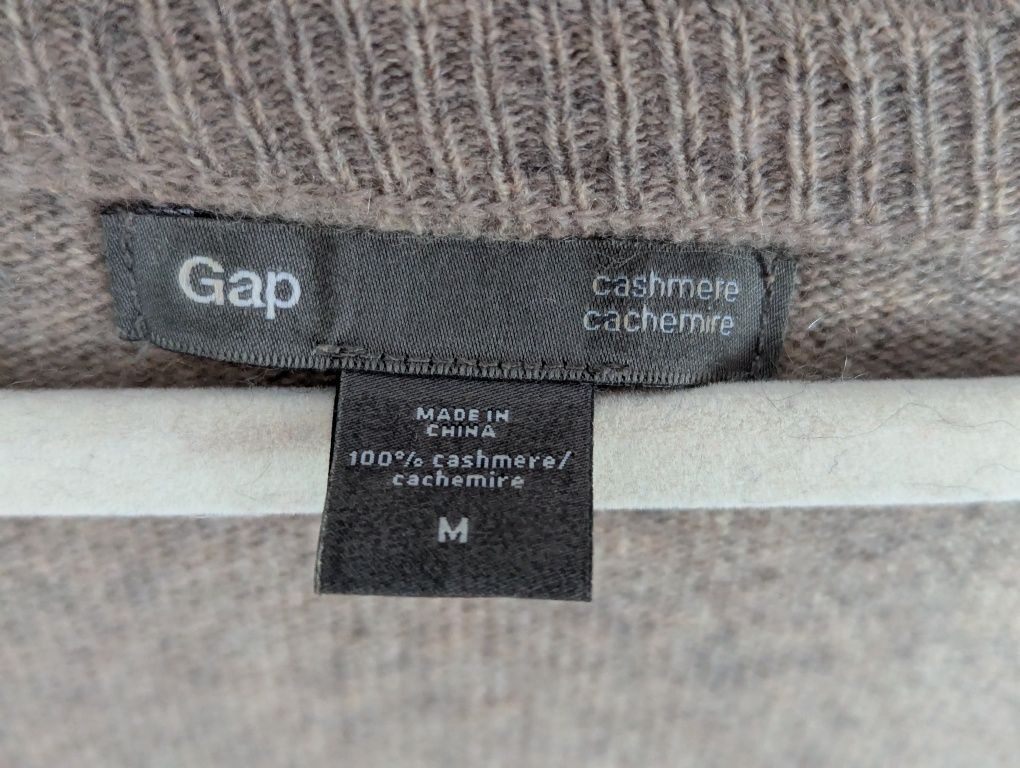 Gap
cashmere
cachemire
MADE IN
CHINA
100% cashmere/
cachemire
M